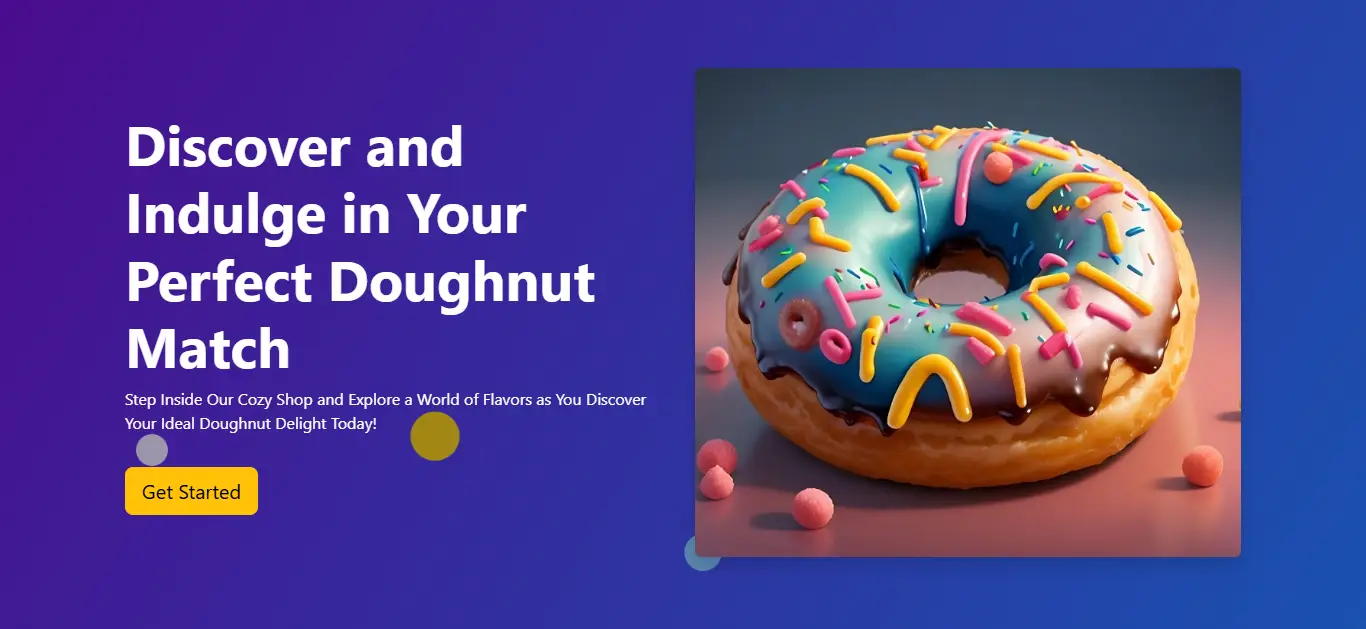 Discover and
Indulge in Your
Perfect Doughnut
Match
Step Inside Our Cozy Shop and Explore a World of Flavors as You Discover
Your Ideal Doughnut Delight Today!
Get Started